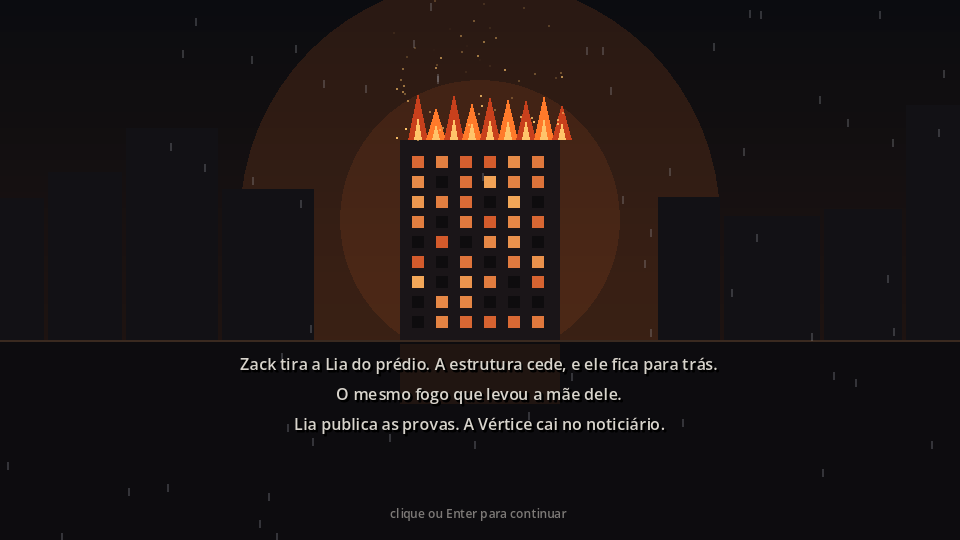 Zack tira a Lia do prédio. A estrutura cede, e ele fica para trás.
O mesmo fogo que levou a mãe dele.
Lia publica as provas. A Vértice cai no noticiário.
clique ou Enter para continuar